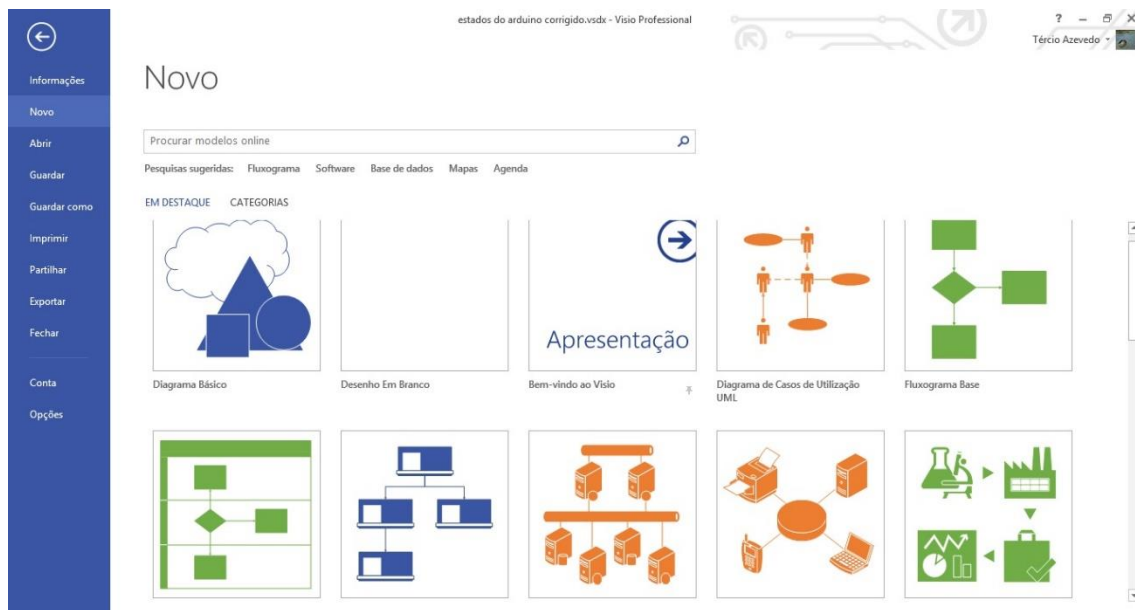 estados do arduino corrigido.vsdx - Visio Professional
?
Tércio Azevedo
Informações
Novo
Abrir
Guardar
Guardar como
Imprimir
Partilhar
Exportar
Fechar
Conta
Opções
Novo
Procurar modelos online
Pesquisas sugeridas: Fluxograma Software Base de dados Mapas Agenda
EM DESTAQUE CATEGORIAS
Apresentação
Diagrama Básico
Desenho Em Branco
Bem-vindo ao Visio
Diagrama de Casos de Utilização
UML
Fluxograma Base